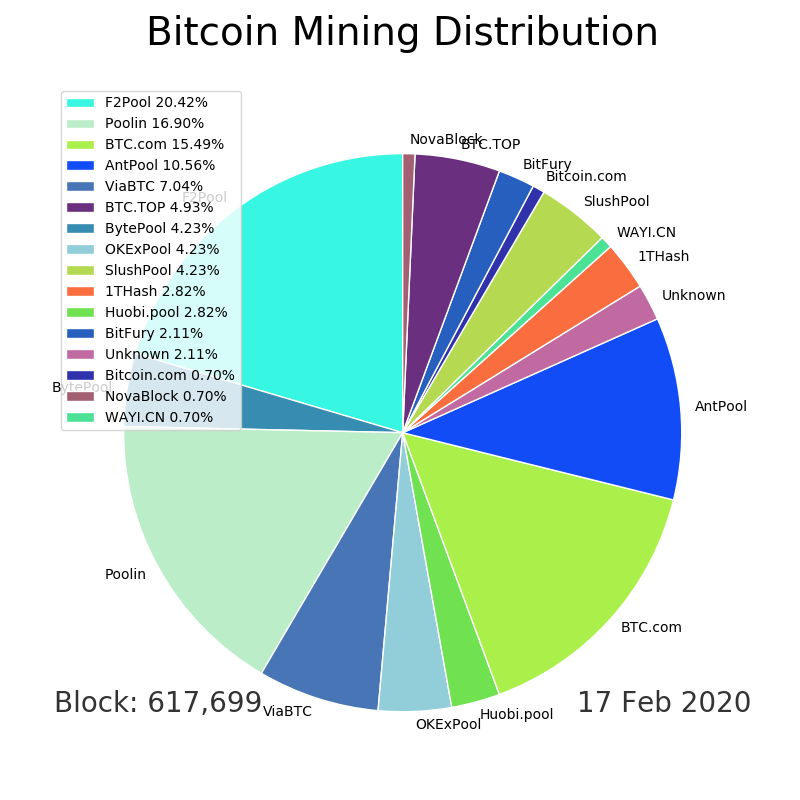 Bitcoin Mining Distribution
F2Pool 20.42%
Poolin 16.90%
BTC.com 15.49%
AntPool 10.56%
ViaBTC 7.04%
BTC.TOP 4.93%
BytePool 4.23%
OKExPool 4.23%
SlushPool 4.23%
1THash 2.82%
Huobi.pool 2.82%
BitFury 2.11%
Unknown 2.11%
Bitcoin.com 0.70%
NovaBlock 0.70%
WAYI.CN 0.70%
NovaBlock
BTC.TOP
BitFury
Bitcoin.com
SlushPool
WAYI.CN
1THash
Unknown
AntPool
BTC.com
Huobi.pool
OKExPool
ViaBTC
Poolin
BytePool
F2Pool
Block: 617,699
17 Feb 2020